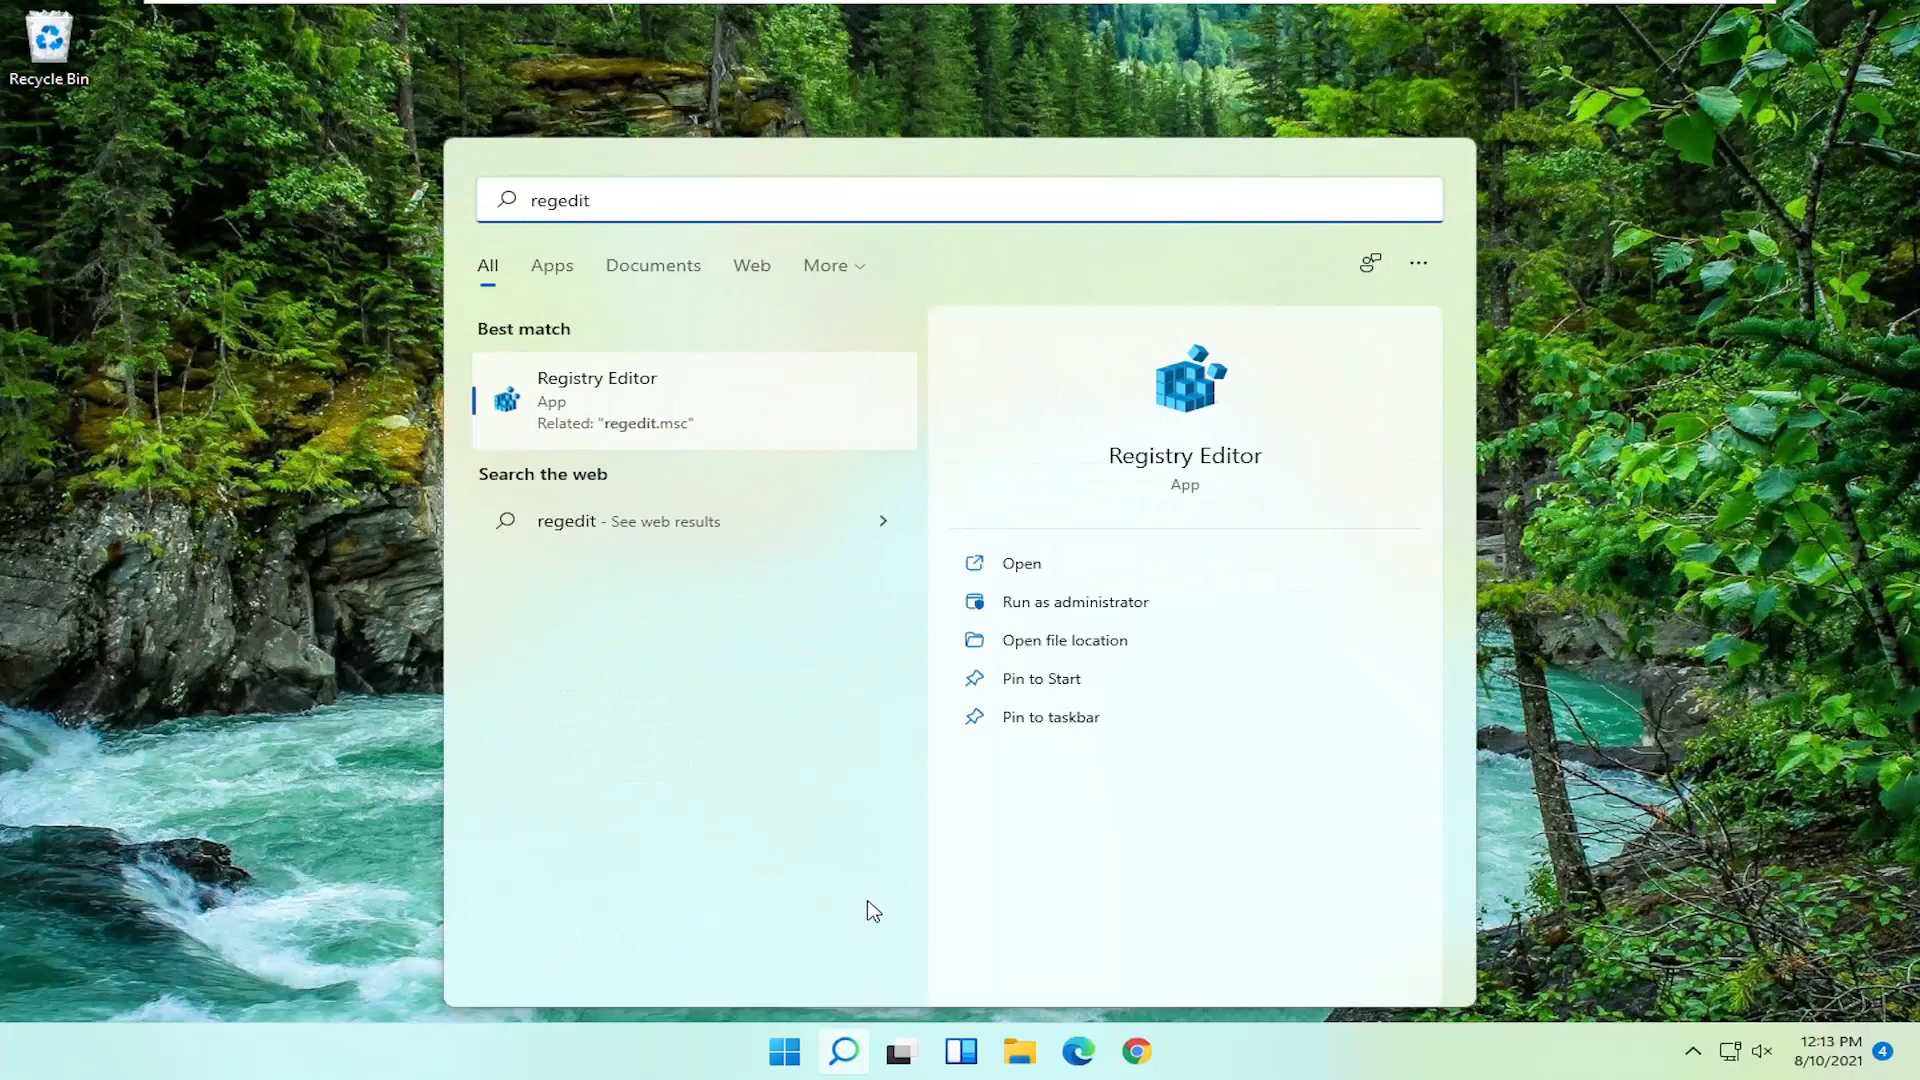 Recycle Bin
regedit
All
Apps
Documents
Web
More
Best match
Registry Editor
App
Related: "regedit.msc"
Search the web
regedit - See web results
Registry Editor
App
Open
Run as administrator
Open file location
Pin to Start
Pin to taskbar
12:13 PM
8/10/2021
4